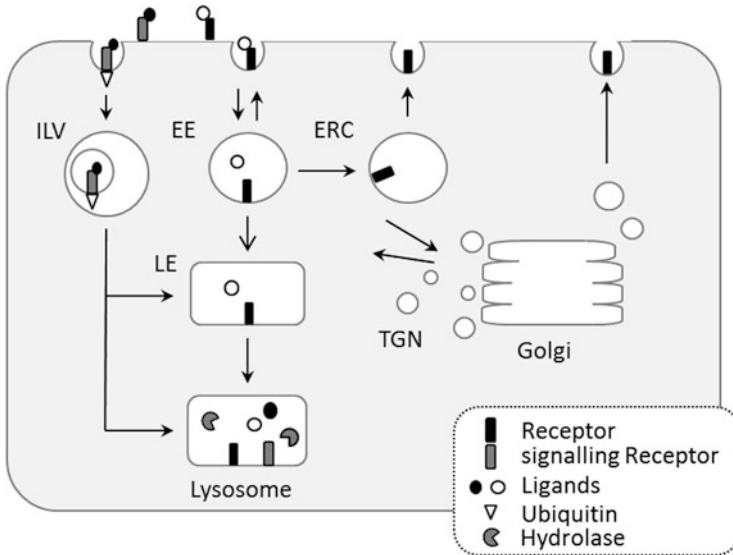 ILV
EE
ERC
LE
TGN
Golgi
Lysosome
Receptor
signalling Receptor
Ligands
Ubiquitin
Hydrolase